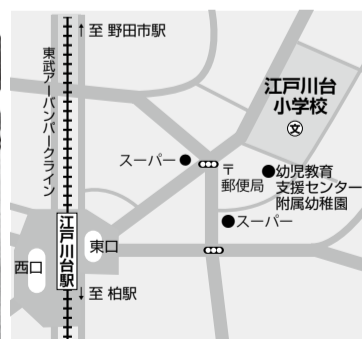 ↑至 野田市駅
東武アーバンパークライン
江戸川台
小学校
文
スーパー
〒
郵便局
幼児教育
支援センター
附属幼稚園
スーパー
江戸川台駅
東口
西口
↓至 柏駅